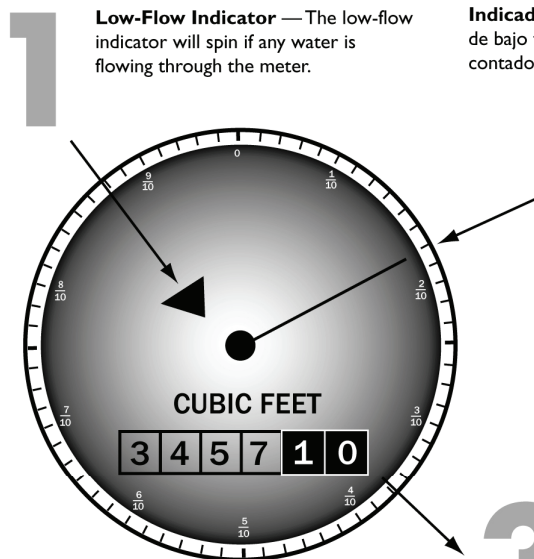 1
Low-Flow Indicator — The low-flow
indicator will spin if any water is
flowing through the meter.
de bajo
0
1/10
2/10
3/10
4/10
5/10
6/10
7/10
8/10
9/10
CUBIC FEET
3 4 5 7 1 0